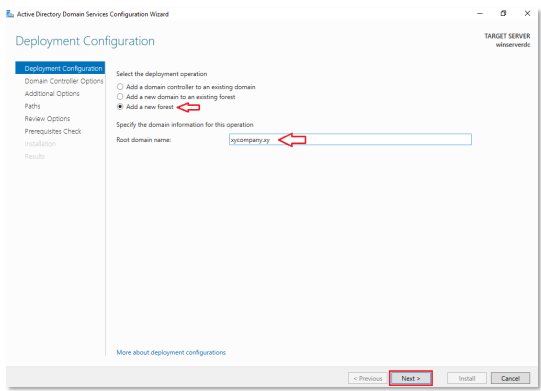 Active Directory Domain Services Configuration Wizard
Deployment Configuration
TARGET SERVER
winserverdc
Deployment Configuration
Domain Controller Options
Additional Options
Paths
Review Options
Prerequisites Check
Installation
Results
Select the deployment operation
Add a domain controller to an existing domain
Add a new domain to an existing forest
Add a new forest
Specify the domain information for this operation
Root domain name:
xycompany.xy
More about deployment configurations
< Previous
Next >
Install
Cancel